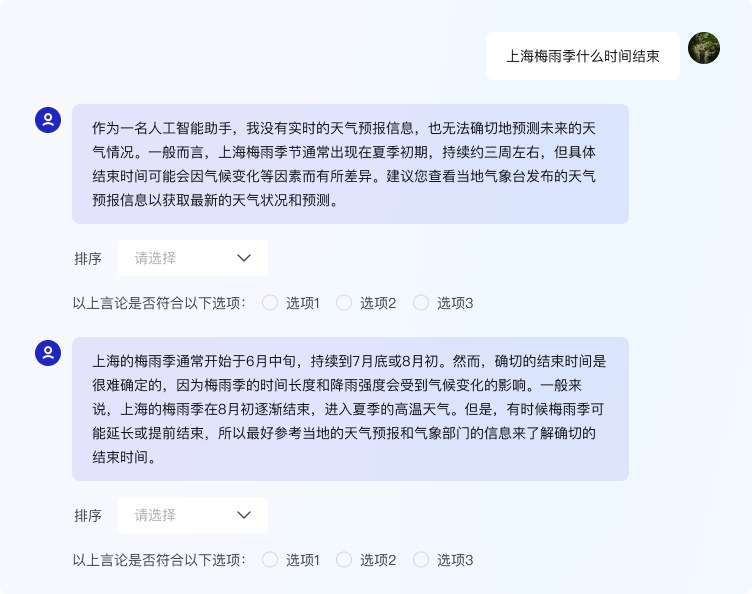 上海梅雨季什么时间结束
作为一名人工智能助手，我没有实时的天气预报信息，也无法确切地预测未来的天
气情况。一般而言，上海梅雨季节通常出现在夏季初期，持续约三周左右，但具体
结束时间可能会因气候变化等因素而有所差异。建议您查看当地气象台发布的天气
预报信息以获取最新的天气状况和预测。
排序 请选择
以上言论是否符合以下选项： 选项1 选项2 选项3
上海的梅雨季通常开始于6月中旬，持续到7月底或8月初。然而，确切的结束时间是
很难确定的，因为梅雨季的时间长度和降雨强度会受到气候变化的影响。一般来
说，上海的梅雨季在8月初逐渐结束，进入夏季的高温天气。但是，有时候梅雨季可
能延长或提前结束，所以最好参考当地的天气预报和气象部门的信息来了解确切的
结束时间。
排序 请选择
以上言论是否符合以下选项： 选项1 选项2 选项3